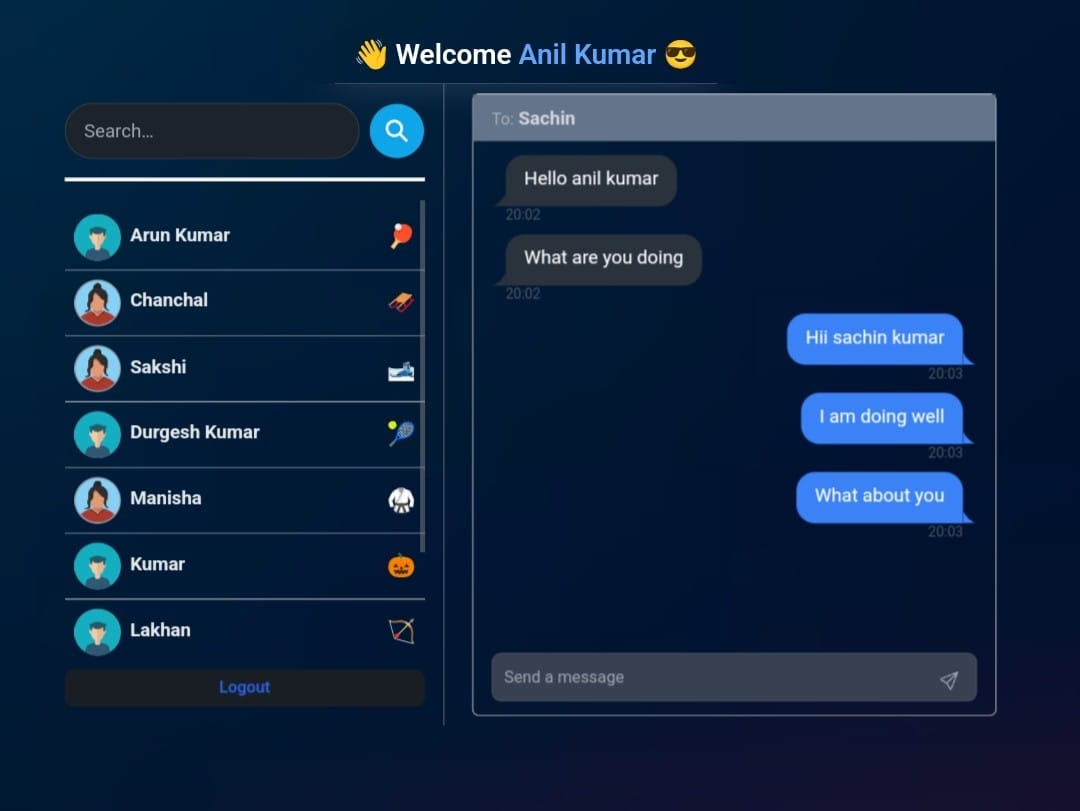 👋 Welcome Anil Kumar 😎
Search…
Arun Kumar
Chanchal
Sakshi
Durgesh Kumar
Manisha
Kumar
Lakhan
Logout
To: Sachin
Hello anil kumar
20:02
What are you doing
20:02
Hii sachin kumar
20:03
I am doing well
20:03
What about you
20:03
Send a message